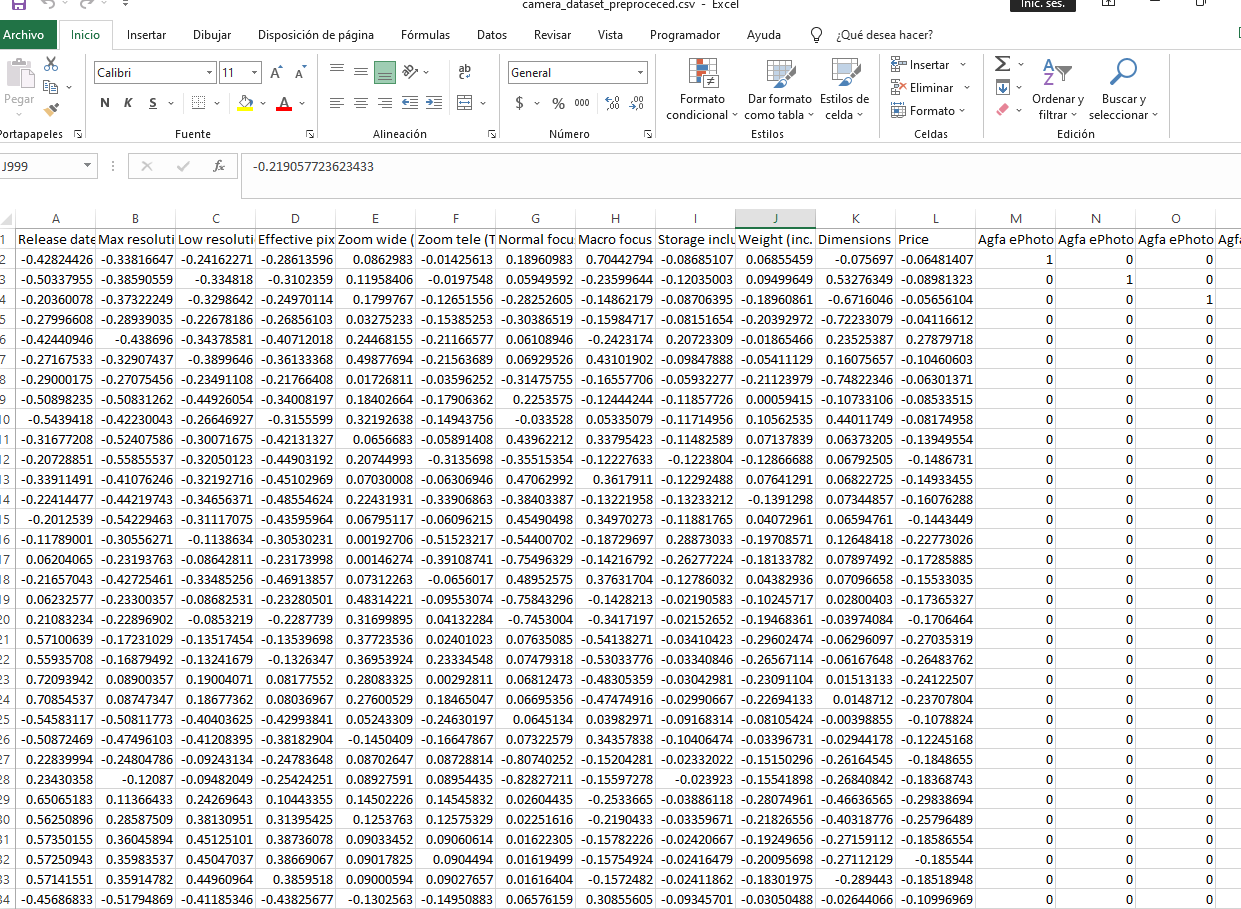 camera_dataset_preproceced.csv - Excel
Inic. ses.
Archivo Inicio Insertar Dibujar Disposición de página Fórmulas Datos Revisar Vista Programador Ayuda ¿Qué desea hacer?
Pegar
Calibri 11 A A
N K S A
ab
General
$ % 000
Formato condicional
Dar formato como tabla
Estilos de celda
Insertar
Eliminar
Formato
Ordenar y filtrar
Buscar y seleccionar
Portapapeles Fuente Alineación Número Estilos Celdas Edición
J999 fx -0.219057723623433
A B C D E F G H I J K L M N O
1 Release date Max resoluti Low resoluti Effective pix Zoom wide ( Zoom tele (T Normal focu Macro focus Storage inclu Weight (inc. Dimensions Price Agfa ePhoto Agfa ePhoto Agfa ePhoto Agfa
2 -0.42824426 -0.33816647 -0.24162271 -0.28613596 0.0862983 -0.01425613 0.18960983 0.70442794 -0.08685107 0.06855459 -0.075697 -0.06481407 1 0 0
3 -0.50337955 -0.38590559 -0.334818 -0.3102359 0.11958406 -0.0197548 0.05949592 -0.23599644 -0.12035003 0.09499649 0.53276349 -0.08981323 0 1 0
4 -0.20360078 -0.37322249 -0.3298642 -0.24970114 0.1799767 -0.12651556 -0.28252605 -0.14862179 -0.08706395 -0.18960861 -0.6716046 -0.05656104 0 0 1
5 -0.27996608 -0.28939035 -0.22678186 -0.26856103 0.03275233 -0.15385253 -0.30386519 -0.15984717 -0.08151654 -0.20392972 -0.72233079 -0.04116612 0 0 0
6 -0.42440946 -0.438696 -0.34378581 -0.40712018 0.24468155 -0.21166577 0.06108946 -0.2423174 0.20723309 -0.01865466 0.23525387 0.27879718 0 0 0
7 -0.27167533 -0.32907437 -0.3899646 -0.36133368 0.49877694 -0.21563689 0.06929526 0.43101902 -0.09847888 -0.05411129 0.16075657 -0.10460603 0 0 0
8 -0.29000175 -0.27075456 -0.23491108 -0.21766408 0.01726811 -0.03596252 -0.31475755 -0.16557706 -0.05932277 -0.21123979 -0.74822346 -0.06301371 0 0 0
9 -0.50898235 -0.50831262 -0.44926054 -0.34008197 0.18402664 -0.17906362 0.2253575 -0.12444244 -0.11857726 0.00059415 -0.10733106 -0.08533515 0 0 0
10 -0.5439418 -0.42230043 -0.26646927 -0.3155599 0.32192638 -0.14943756 -0.033528 0.05335079 -0.11714956 0.10562535 0.44011749 -0.08174958 0 0 0
11 -0.31677208 -0.52407586 -0.30071675 -0.42131327 0.0656683 -0.05891408 0.43962212 0.33795423 -0.11482589 0.07137839 0.06373205 -0.13949554 0 0 0
12 -0.20728851 -0.55855537 -0.32050123 -0.44903192 0.20744993 -0.3135698 -0.35515354 -0.12227633 -0.1223804 -0.12866688 0.06792505 -0.1486731 0 0 0
13 -0.33911491 -0.41076246 -0.32192716 -0.45102969 0.07030008 -0.06306946 0.47062992 0.3617911 -0.12292488 0.07641291 0.06822725 -0.14933455 0 0 0
14 -0.22414477 -0.44219743 -0.34656371 -0.48554624 0.22431931 -0.33906863 -0.38403387 -0.13221958 -0.13233212 -0.1391298 0.07344857 -0.16076288 0 0 0
15 -0.2012539 -0.54229463 -0.31117075 -0.43595964 0.06795117 -0.06096215 0.45490498 0.34970273 -0.11881765 0.04072961 0.06594761 -0.1443449 0 0 0
16 -0.11789001 -0.30556271 -0.1138634 -0.30530231 0.00192706 -0.51523217 -0.54400702 -0.18729697 0.28873033 -0.19708571 0.12648418 -0.22773026 0 0 0
17 0.06204065 -0.23193763 -0.08642811 -0.23173998 0.00146274 -0.39108741 -0.75496329 -0.14216792 -0.26277224 -0.18133782 0.07897492 -0.17285885 0 0 0
18 -0.21657043 -0.42725461 -0.33485256 -0.46913857 0.07312263 -0.0656017 0.48952575 0.37631704 -0.12786032 0.04382936 0.07096658 -0.15533035 0 0 0
19 0.06232577 -0.23300357 -0.08682531 -0.23280501 0.48314221 -0.09553074 -0.75843296 -0.1428213 -0.02190583 -0.10245717 0.02800403 -0.17365327 0 0 0
20 0.21083234 -0.22896902 -0.0853219 -0.2287739 0.31699895 0.04132284 -0.7453004 -0.3417197 -0.02152652 -0.19468361 -0.03974084 -0.1706464 0 0 0
21 0.57100639 -0.17231029 -0.13517454 -0.13539698 0.37723536 0.02401023 0.07635085 -0.54138271 -0.03410423 -0.29602474 -0.06296097 -0.27035319 0 0 0
22 0.55935708 -0.16879492 -0.13241679 -0.1326347 0.36953924 0.23334548 0.07479318 -0.53033776 -0.03340846 -0.26567114 -0.06167648 -0.26483762 0 0 0
23 0.72093942 0.08900357 0.19004071 0.08177552 0.28083325 0.00292811 0.06812473 -0.48305359 -0.03042981 -0.23091104 0.01513133 -0.24122507 0 0 0
24 0.70854537 0.08747347 0.18677362 0.08036967 0.27600529 0.18465047 0.06695356 -0.47474916 -0.02990667 -0.22694133 0.0148712 -0.23707804 0 0 0
25 -0.54583117 -0.50811773 -0.40403625 -0.42993841 0.05243309 -0.24630197 0.0645134 0.03982971 -0.09168314 -0.08105424 -0.00398855 -0.1078824 0 0 0
26 -0.50872469 -0.47496103 -0.41208395 -0.38182904 -0.1450409 -0.16647867 0.07322579 0.34357838 -0.10406474 -0.03396731 -0.02944178 -0.12245168 0 0 0
27 0.22839994 -0.24804786 -0.09243134 -0.24783648 0.08702647 0.08728814 -0.80740252 -0.15204281 -0.02332022 -0.15150296 -0.26164545 -0.1848655 0 0 0
28 0.23430358 -0.12087 -0.09482049 -0.25424251 0.08927591 0.08954435 -0.82827211 -0.15597278 -0.023923 -0.15541898 -0.26840842 -0.18368743 0 0 0
29 0.65065183 0.11366433 0.24269643 0.10443355 0.14502226 0.14545832 0.02604435 -0.2533665 -0.03886118 -0.28074961 -0.46636565 -0.29838694 0 0 0
30 0.56250896 0.28587509 0.38130951 0.31395425 0.1253763 0.12575329 0.02251616 -0.2190433 -0.03359671 -0.21826556 -0.40318776 -0.25796489 0 0 0
31 0.57350155 0.36045894 0.45125101 0.38736078 0.09033452 0.09060614 0.01622305 -0.15782226 -0.02420667 -0.19249656 -0.27159112 -0.18586554 0 0 0
32 0.57250943 0.35983537 0.45047037 0.38669067 0.09017825 0.0904494 0.01619499 -0.15754924 -0.02416479 -0.20095698 -0.27112129 -0.185544 0 0 0
33 0.57141551 0.35914782 0.44960964 0.3859518 0.09000594 0.09027657 0.01616404 -0.1572482 -0.02411862 -0.18301975 -0.289443 -0.18518948 0 0 0
34 -0.45686833 -0.51794869 -0.41185346 -0.43825677 -0.1302563 -0.14950883 0.06576159 0.30855605 -0.09345701 -0.03050488 -0.02644066 -0.10996969 0 0 0